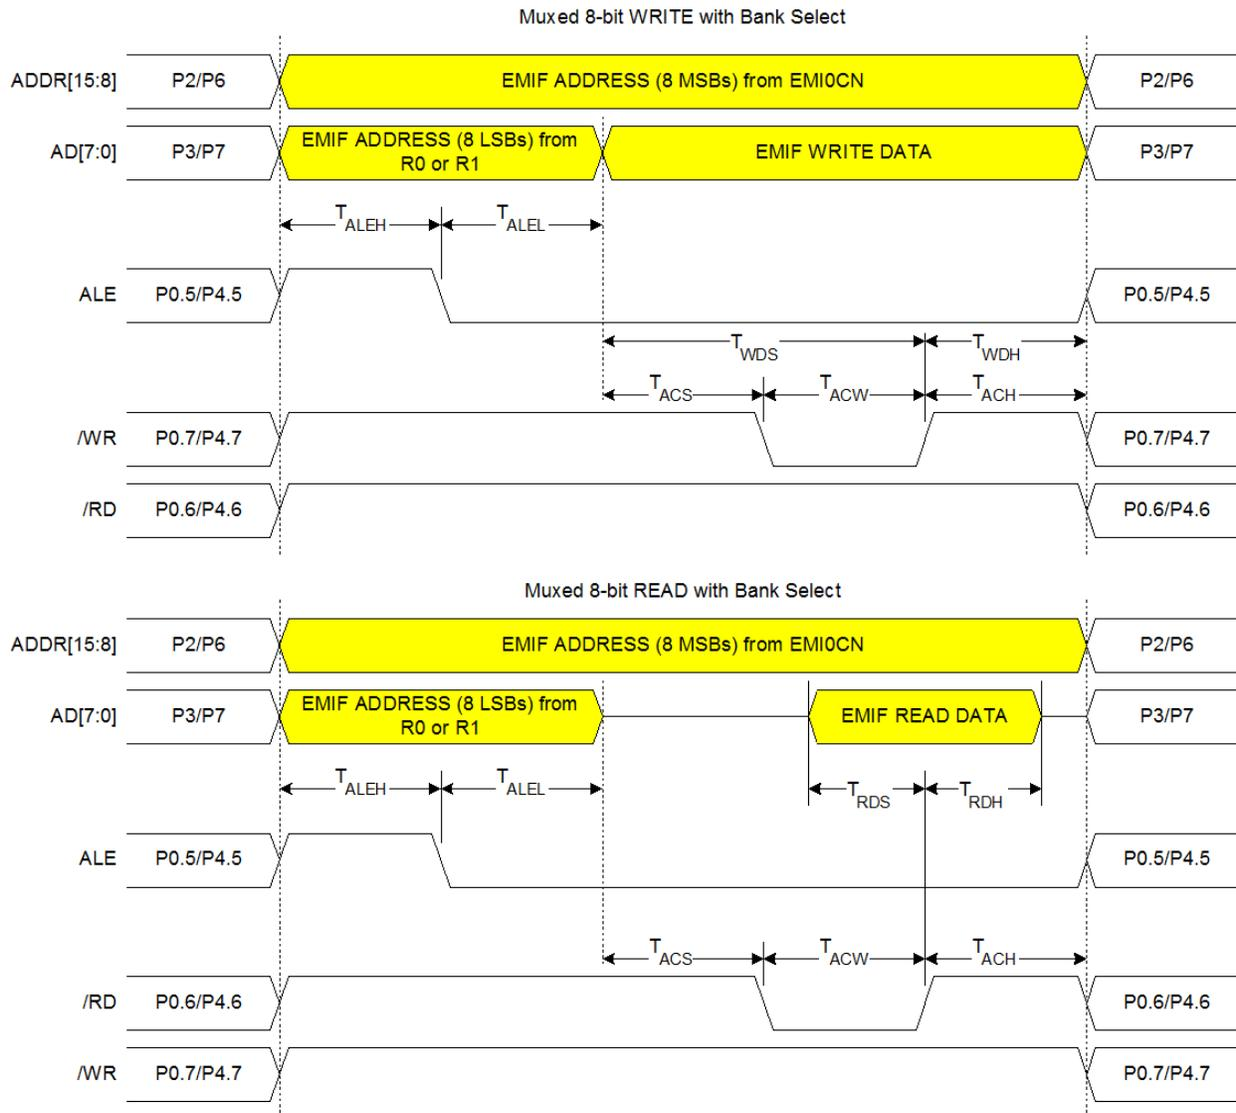 Muxed 8-bit WRITE with Bank Select
ADDR[15:8] P2/P6 EMIF ADDRESS (8 MSBs) from EMI0CN P2/P6
EMIF ADDRESS (8 LSBs) from
AD[7:0] P3/P7 R0 or R1 EMIF WRITE DATA P3/P7
TALEH TALEL
ALE P0.5/P4.5 P0.5/P4.5
TWDS TWDH
TACS TACW TACH
/WR P0.7/P4.7 P0.7/P4.7
/RD P0.6/P4.6 P0.6/P4.6
Muxed 8-bit READ with Bank Select
ADDR[15:8] P2/P6 EMIF ADDRESS (8 MSBs) from EMI0CN P2/P6
EMIF ADDRESS (8 LSBs) from
AD[7:0] P3/P7 R0 or R1 EMIF READ DATA P3/P7
TALEH TALEL TRDS TRDH
ALE P0.5/P4.5 P0.5/P4.5
TACS TACW TACH
/RD P0.6/P4.6 P0.6/P4.6
/WR P0.7/P4.7 P0.7/P4.7